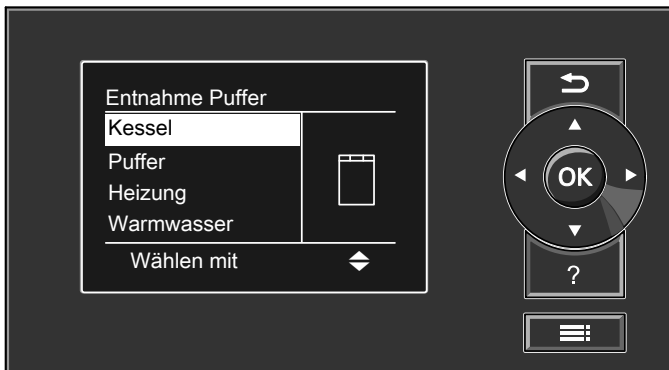 Entnahme Puffer
Kessel
Puffer
Heizung
Warmwasser
Wählen mit
OK
?